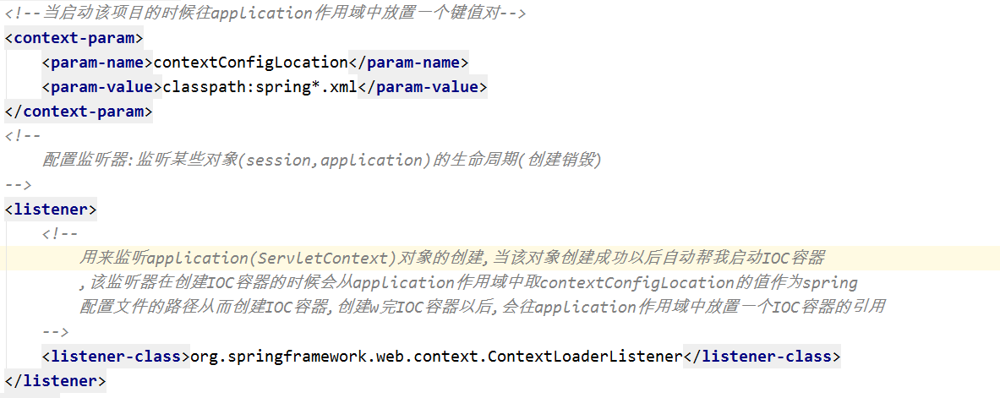 <!--当启动该项目的时候往application作用域中放置一个键值对-->
<context-param>
<param-name>contextConfigLocation</param-name>
<param-value>classpath:spring*.xml</param-value>
</context-param>
<!--
配置监听器:监听某些对象(session,application)的生命周期(创建销毁)
-->
<listener>
<!--
用来监听application(ServletContext)对象的创建,当该对象创建成功以后自动帮我启动IOC容器
,该监听器在创建IOC容器的时候会从application作用域中取contextConfigLocation的值作为spring
配置文件的路径从而创建IOC容器,创建w完IOC容器以后,会往application作用域中放置一个IOC容器的引用
-->
<listener-class>org.springframework.web.context.ContextLoaderListener</listener-class>
</listener>